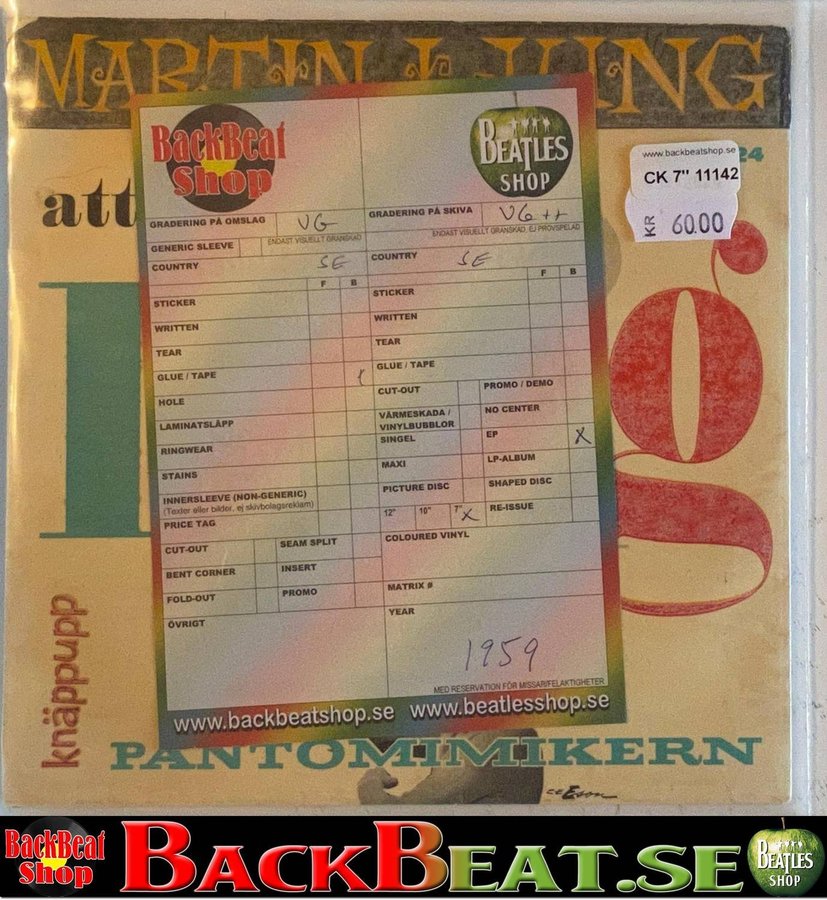 MARTIN LJUNG
BackBeat
Shop
BEATLES
SHOP
www.backbeatshop.se
CK 7" 11142
KR 60.00
24
att
GRADERING PÅ OMSLAG VG
GRADERING PÅ SKIVA VG++
ENDAST VISUELLT GRANSKAD
ENDAST VISUELLT GRANSKAD, EJ PROVSPELAD
GENERIC SLEEVE
COUNTRY SE
COUNTRY SE
F B
F B
STICKER
STICKER
WRITTEN
WRITTEN
TEAR
TEAR
GLUE / TAPE
GLUE / TAPE
HOLE
CUT-OUT
PROMO / DEMO
LAMINATSLÄPP
VÄRMESKADA /
VINYLBUBBLOR
NO CENTER
RINGWEAR
SINGEL
EP X
STAINS
MAXI
LP-ALBUM
INNERSLEEVE (NON-GENERIC)
(Texter eller bilder, ej skivbolagsreklam)
PICTURE DISC
SHAPED DISC
PRICE TAG
12" 10" 7" X
RE-ISSUE
CUT-OUT
SEAM SPLIT
COLOURED VINYL
BENT CORNER
INSERT
FOLD-OUT
PROMO
MATRIX #
ÖVRIGT
YEAR
1959
MED RESERVATION FÖR MISSAR/FELAKTIGHETER
www.backbeatshop.se www.beatlesshop.se
g
knäppupp
PANTOMIMIKERN
BackBeat
Shop
BACKBEAT.SE
BEATLES
SHOP